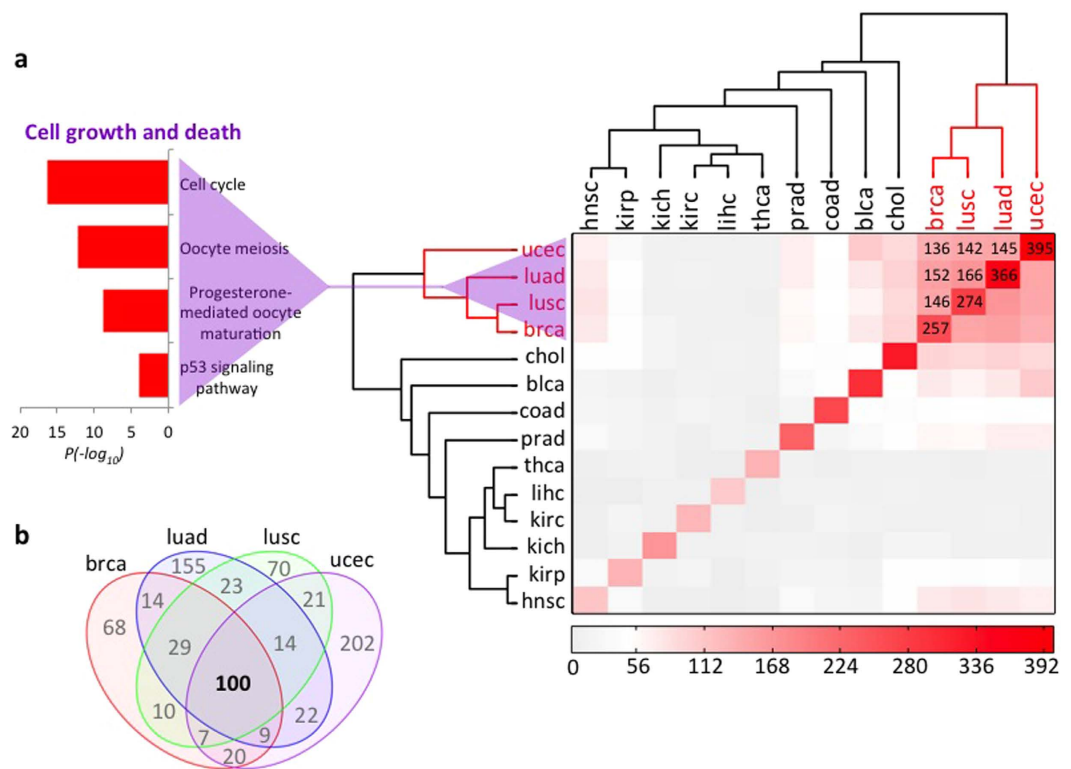 a
Cell growth and death
Cell cycle
Oocyte meiosis
Progesterone-
mediated oocyte
maturation
p53 signaling
pathway
20 15 10 5 0
P(-log10)
hnsc kirp kich kirc lihc thca prad coad blca chol brca lusc luad ucec
ucec 136 142 145 395
luad 152 166 366
lusc 146 274
brca 257
chol
blca
coad
prad
thca
lihc
kirc
kich
kirp
hnsc
0 56 112 168 224 280 336 392
b
luad lusc
brca ucec
155 70
14 23 21
68 29 14 202
100
10 22
7 9
20